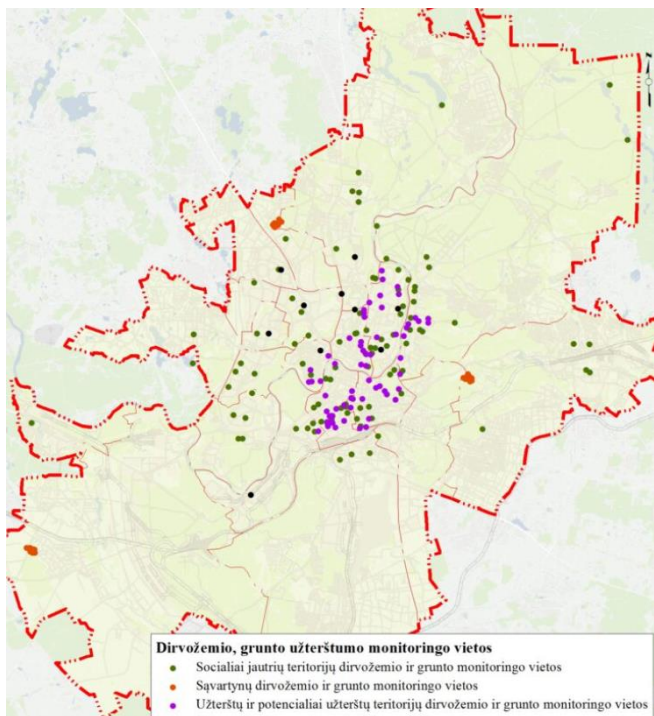 Dirvožemio, grunto užterštumo monitoringo vietos
Socialiai jautrių teritorijų dirvožemio ir grunto monitoringo vietos
Sąvartynų dirvožemio ir grunto monitoringo vietos
Užterštų ir potencialiai užterštų teritorijų dirvožemio ir grunto monitoringo vietos